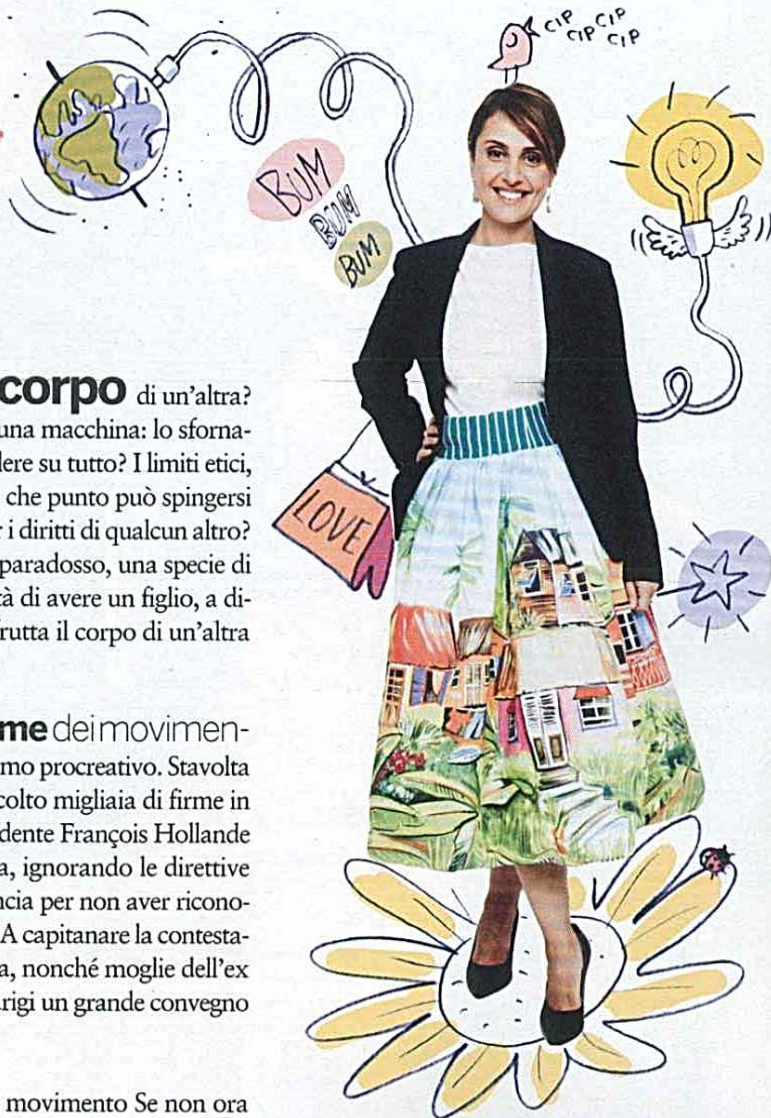 CIP CIP CIP CIP
BUM
BUM
BUM
LOVE
corpo di un'altra?
una macchina: lo sforna-
dere su tutto? I limiti etici,
che punto può spingersi
i diritti di qualcun altro?
paradosso, una specie di
tà di avere un figlio, a di-
rutta il corpo di un'altra
me dei movimen-
mo procreativo. Stavolta
colto migliaia di firme in
dente François Hollande
a, ignorando le direttive
ncia per non aver ricono-
A capitanare la contesta-
a, nonché moglie dell'ex
rigi un grande convegno
movimento Se non ora